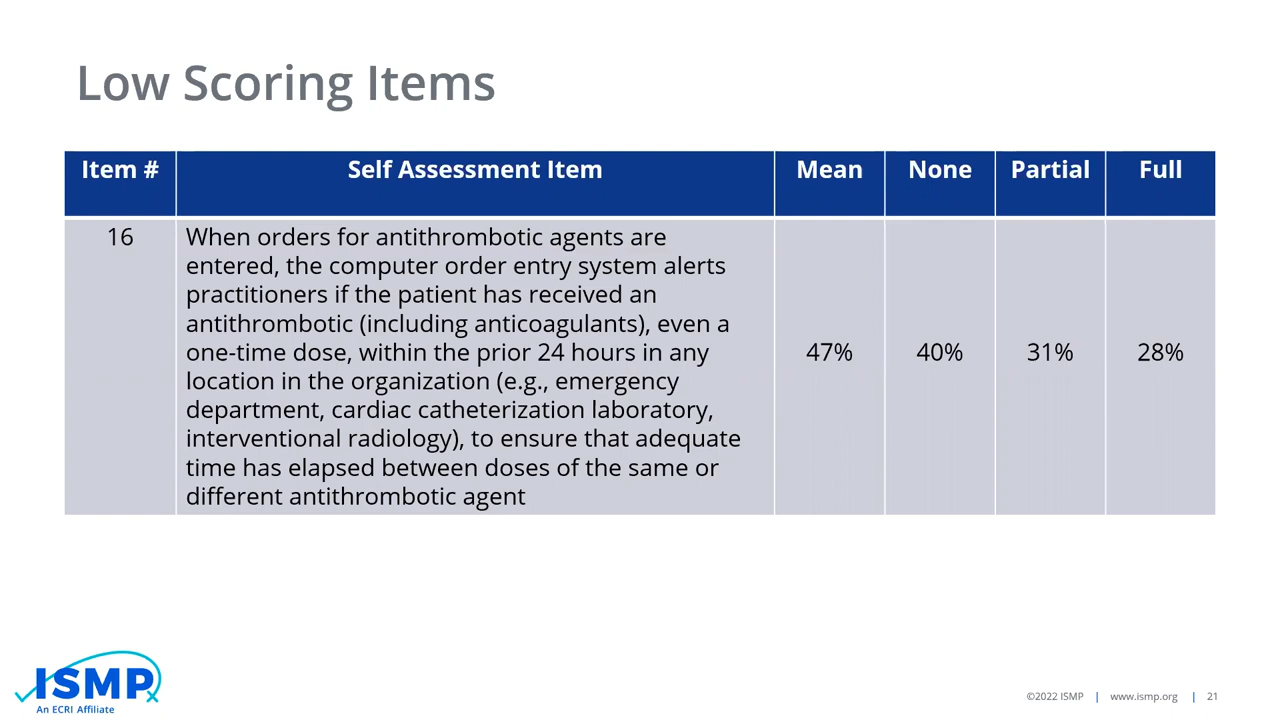 Low Scoring Items
Item # Self Assessment Item Mean None Partial Full
16 When orders for antithrombotic agents are
entered, the computer order entry system alerts
practitioners if the patient has received an
antithrombotic (including anticoagulants), even a
one-time dose, within the prior 24 hours in any
location in the organization (e.g., emergency
department, cardiac catheterization laboratory,
interventional radiology), to ensure that adequate
time has elapsed between doses of the same or
different antithrombotic agent
47% 40% 31% 28%
ISMP
An ECRI Affiliate
©2022 ISMP | www.ismp.org | 21